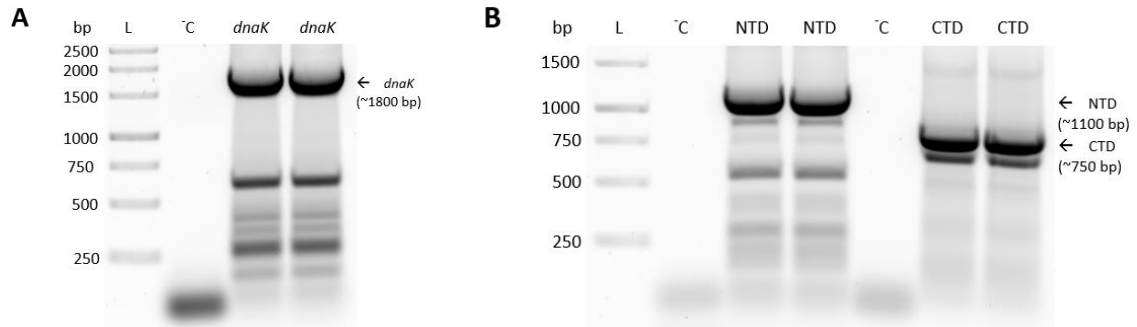 A
bp L ⁻C dnaK dnaK
2500
2000
1500
1000
750
500
250
← dnaK
(~1800 bp)
B
bp L ⁻C NTD NTD ⁻C CTD CTD
1500
1000
750
500
250
← NTD
(~1100 bp)
← CTD
(~750 bp)